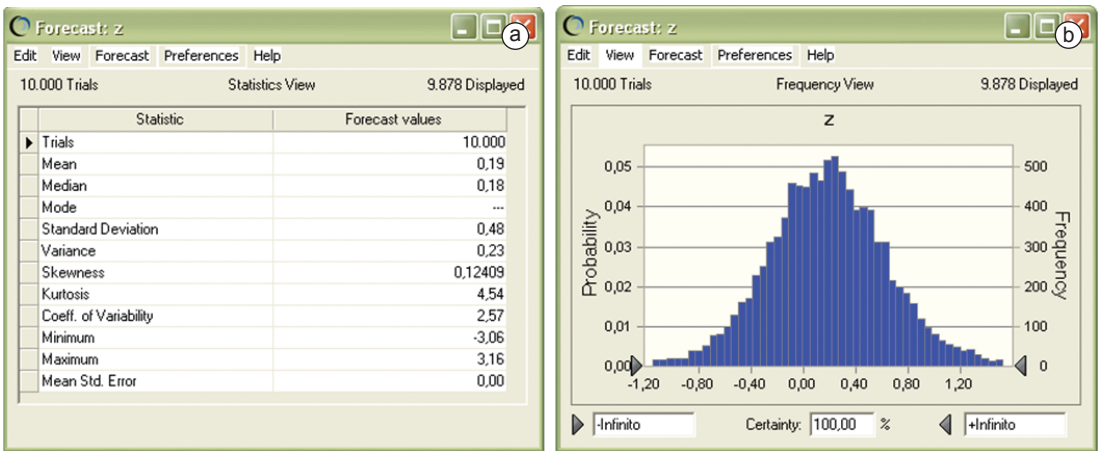 Forecast: z
a
Edit View Forecast Preferences Help
10.000 Trials Statistics View 9.878 Displayed
Statistic Forecast values
Trials 10.000
Mean 0,19
Median 0,18
Mode ---
Standard Deviation 0,48
Variance 0,23
Skewness 0,12409
Kurtosis 4,54
Coeff. of Variability 2,57
Minimum -3,06
Maximum 3,16
Mean Std. Error 0,00
Forecast: z
b
Edit View Forecast Preferences Help
10.000 Trials Frequency View 9.878 Displayed
z
Probability
0,05
0,04
0,03
0,02
0,01
0,00
500
400
300
200
100
0
Frequency
-1,20 -0,80 -0,40 0,00 0,40 0,80 1,20
-Infinito Certainty: 100,00 % +Infinito